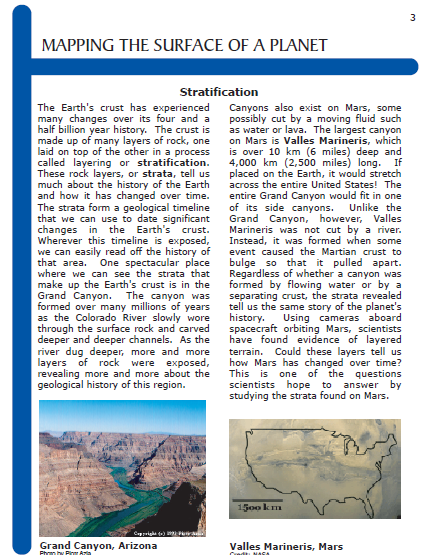 3
MAPPING THE SURFACE OF A PLANET
Stratification
The Earth's crust has experienced
many changes over its four and a
half billion year history. The crust is
made up of many layers of rock, one
laid on top of the other in a process
called layering or stratification.
These rock layers, or strata, tell us
much about the history of the Earth
and how it has changed over time.
The strata form a geological timeline
that we can use to date significant
changes in the Earth's crust.
Wherever this timeline is exposed,
we can easily read off the history of
that area. One spectacular place
where we can see the strata that
make up the Earth's crust is in the
Grand Canyon. The canyon was
formed over many millions of years
as the Colorado River slowly wore
through the surface rock and carved
deeper and deeper channels. As the
river dug deeper, more and more
layers of rock were exposed,
revealing more and more about the
geological history of this region.
Canyons also exist on Mars, some
possibly cut by a moving fluid such
as water or lava. The largest canyon
on Mars is Valles Marineris, which
is over 10 km (6 miles) deep and
4,000 km (2,500 miles) long. If
placed on the Earth, it would stretch
across the entire United States! The
entire Grand Canyon would fit in one
of its side canyons. Unlike the
Grand Canyon, however, Valles
Marineris was not cut by a river.
Instead, it was formed when some
event caused the Martian crust to
bulge so that it pulled apart.
Regardless of whether a canyon was
formed by flowing water or by a
separating crust, the strata revealed
tell us the same story of the planet's
history. Using cameras aboard
spacecraft orbiting Mars, scientists
have found evidence of layered
terrain. Could these layers tell us
how Mars has changed over time?
This is one of the questions
scientists hope to answer by
studying the strata found on Mars.
Copyright (c) 1992 Piotr
Grand Canyon, Arizona
Photo by Piotr
1500 km
Valles Marineris, Mars
Credit: NASA